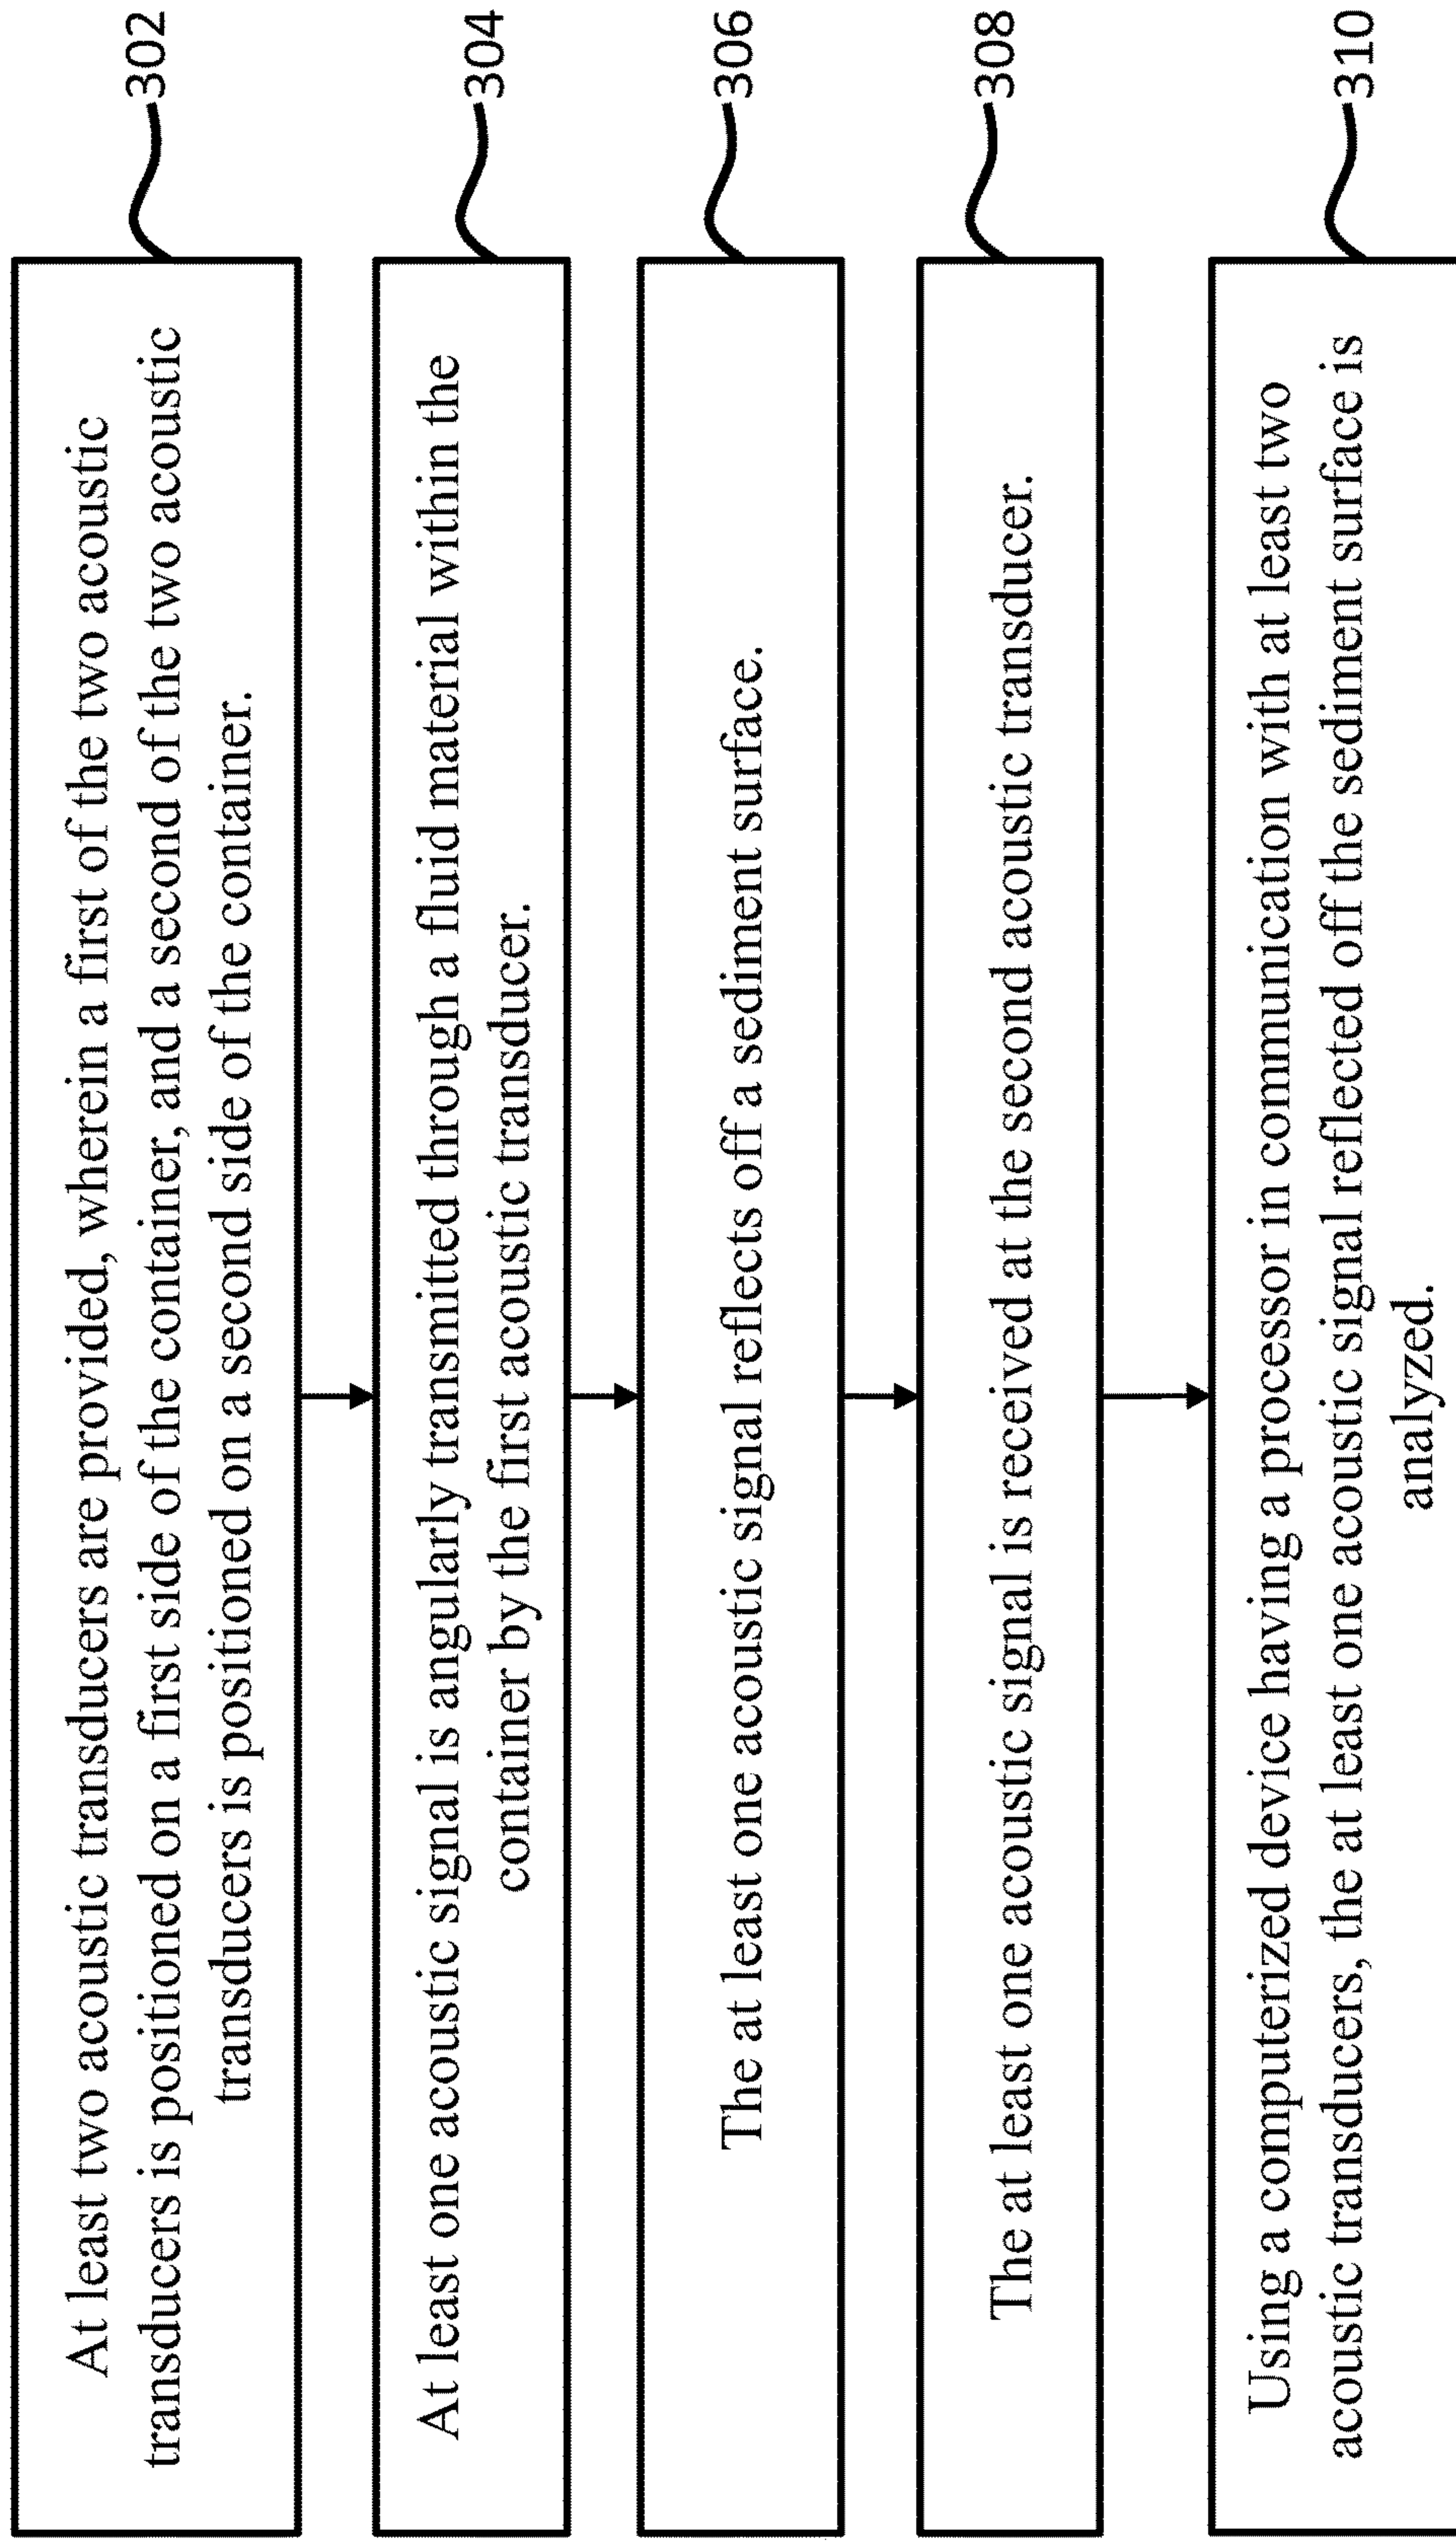 At least two acoustic transducers are provided, wherein a first of the two acoustic
transducers is positioned on a first side of the container, and a second of the two acoustic
transducers is positioned on a second side of the container.
302
At least one acoustic signal is angularly transmitted through a fluid material within the
container by the first acoustic transducer.
304
The at least one acoustic signal reflects off a sediment surface.
306
The at least one acoustic signal is received at the second acoustic transducer.
308
Using a computerized device having a processor in communication with at least two
acoustic transducers, the at least one acoustic signal reflected off the sediment surface is
analyzed.
310